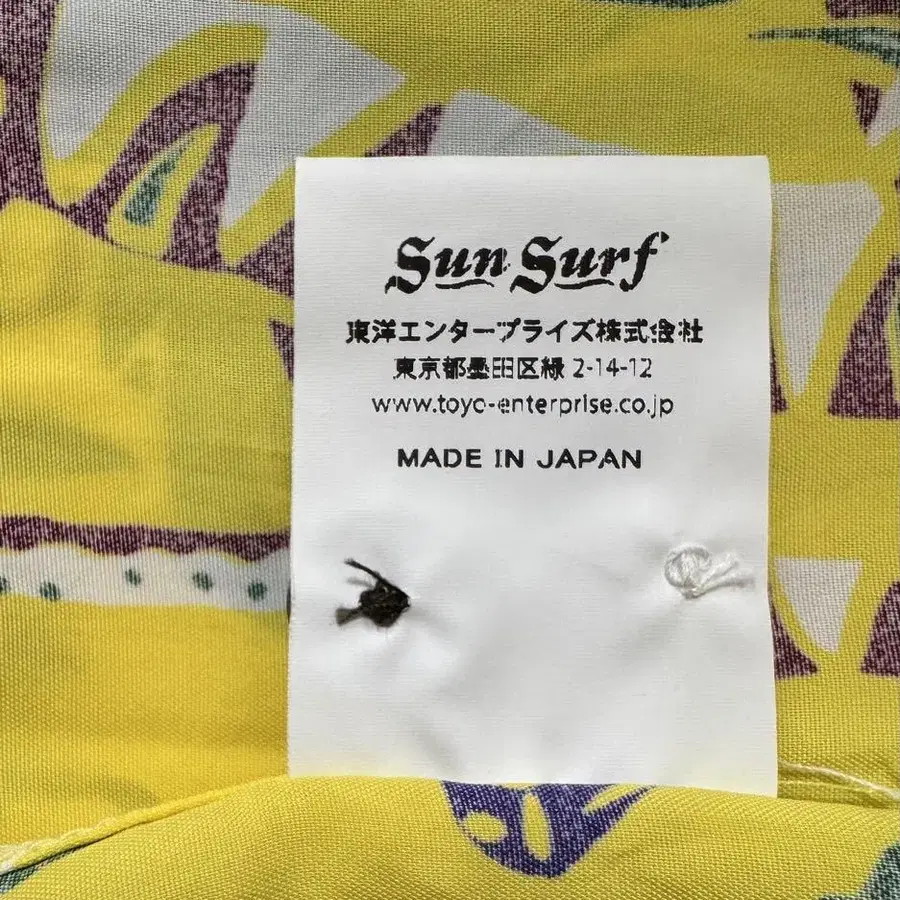 Sun Surf
東洋エンタープライズ株式会社
東京都墨田区緑 2-14-12
www.toyo-enterprise.co.jp
MADE IN JAPAN